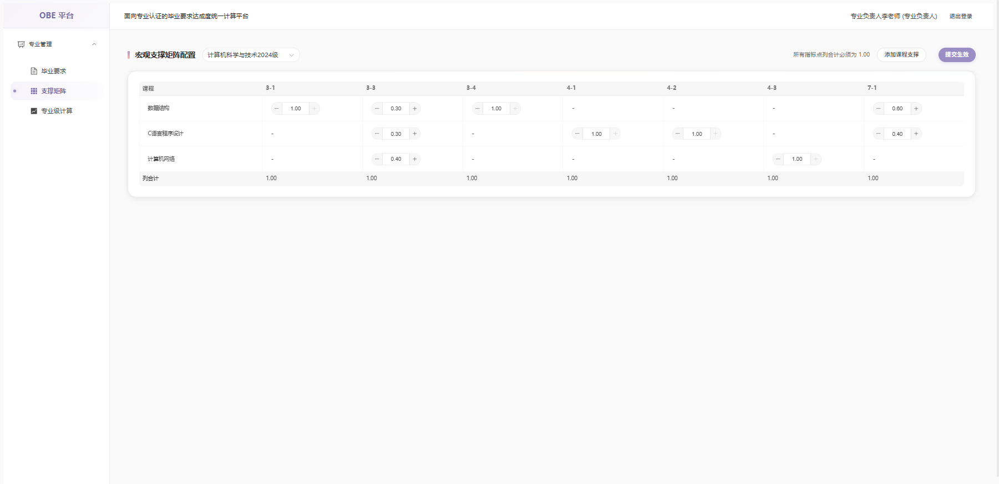 OBE 平台
面向专业认证的毕业要求达成度统一计算平台
专业负责人李老师 (专业负责人) 退出登录
专业管理
毕业要求
支撑矩阵
专业级计算
宏观支撑矩阵配置 计算机科学与技术2024级 所有指标点列合计必须为 1.00 添加课程支撑 提交生效
课程 3-1 3-3 3-4 4-1 4-2 4-3 7-1
数据结构 − 1.00 + − 0.30 + − 1.00 + - - - − 0.60 +
C语言程序设计 - − 0.30 + - − 1.00 + − 1.00 + - − 0.40 +
计算机网络 - − 0.40 + - - - − 1.00 + -
列合计 1.00 1.00 1.00 1.00 1.00 1.00 1.00